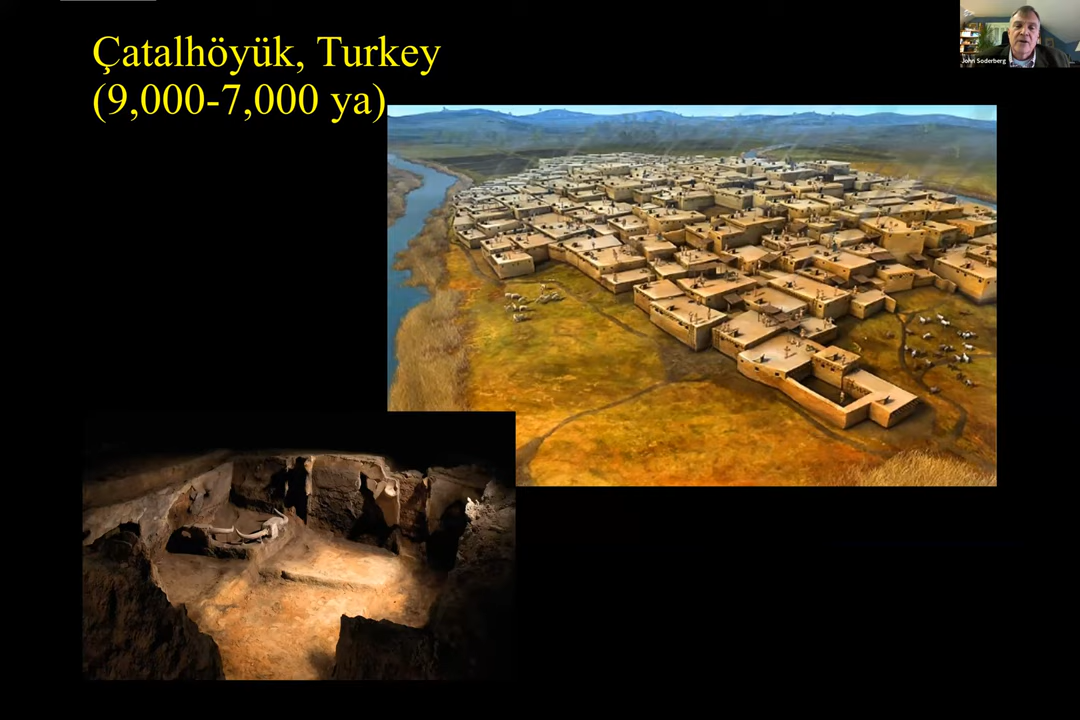 Çatalhöyük, Turkey
(9,000-7,000 ya)
John Soderberg